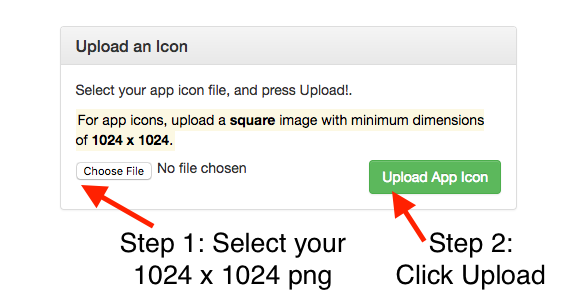 Upload an Icon
Select your app icon file, and press Upload!.
For app icons, upload a square image with minimum dimensions
of 1024 x 1024.
Choose File No file chosen
Upload App Icon
Step 1: Select your
1024 x 1024 png
Step 2:
Click Upload